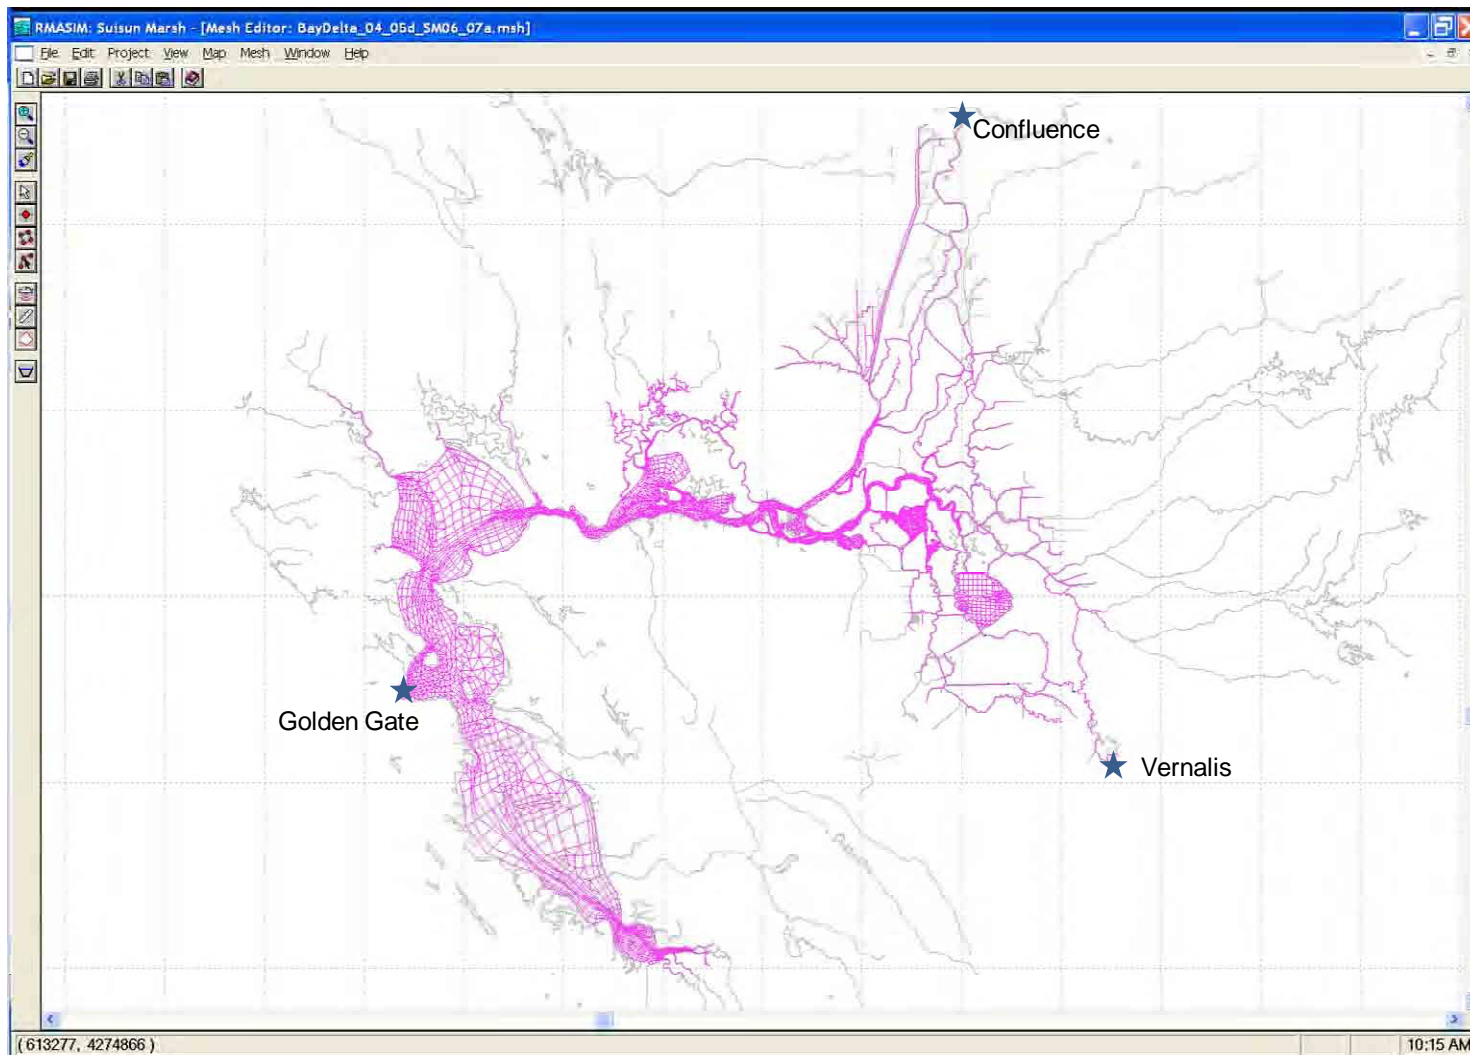 RMASIM: Suisun Marsh - [Mesh Editor: BayDelta_04_05d_SM06_07a.msh]
File Edit Project View Map Mesh Window Help
Confluence
Golden Gate
Vernalis
( 613277, 4274866 )
10:15 AM